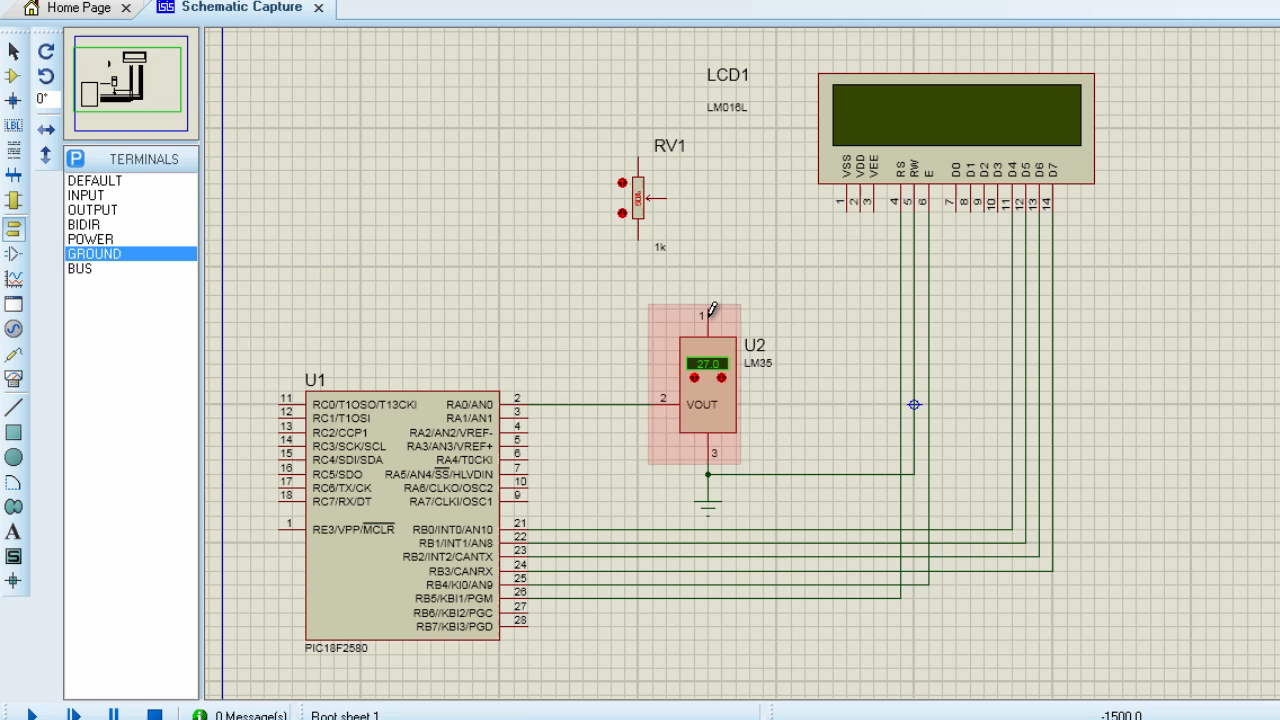 Home Page
Schematic Capture
0°
LBL
P TERMINALS
DEFAULT
INPUT
OUTPUT
BIDIR
POWER
GROUND
BUS
A
S
LCD1
LM016L
VSS
VDD
VEE
RS
RW
E
D0
D1
D2
D3
D4
D5
D6
D7
1
2
3
4
5
6
7
8
9
10
11
12
13
14
RV1
1k
1
U2
LM35
27.0
2
VOUT
3
U1
11 RC0/T1OSO/T13CKI RA0/AN0 2
12 RC1/T1OSI RA1/AN1 3
13 RC2/CCP1 RA2/AN2/VREF- 4
14 RC3/SCK/SCL RA3/AN3/VREF+ 5
15 RC4/SDI/SDA RA4/T0CKI 6
16 RC5/SDO RA5/AN4/SS/HLVDIN 7
17 RC6/TX/CK RA6/CLKO/OSC2 10
18 RC7/RX/DT RA7/CLKI/OSC1 9
1 RE3/VPP/MCLR RB0/INT0/AN10 21
RB1/INT1/AN8 22
RB2/INT2/CANTX 23
RB3/CANRX 24
RB4/KI0/AN9 25
RB5/KBI1/PGM 26
RB6//KBI2/PGC 27
RB7/KBI3/PGD 28
PIC18F2580
0 Message(s)
Root sheet 1
-1500.0